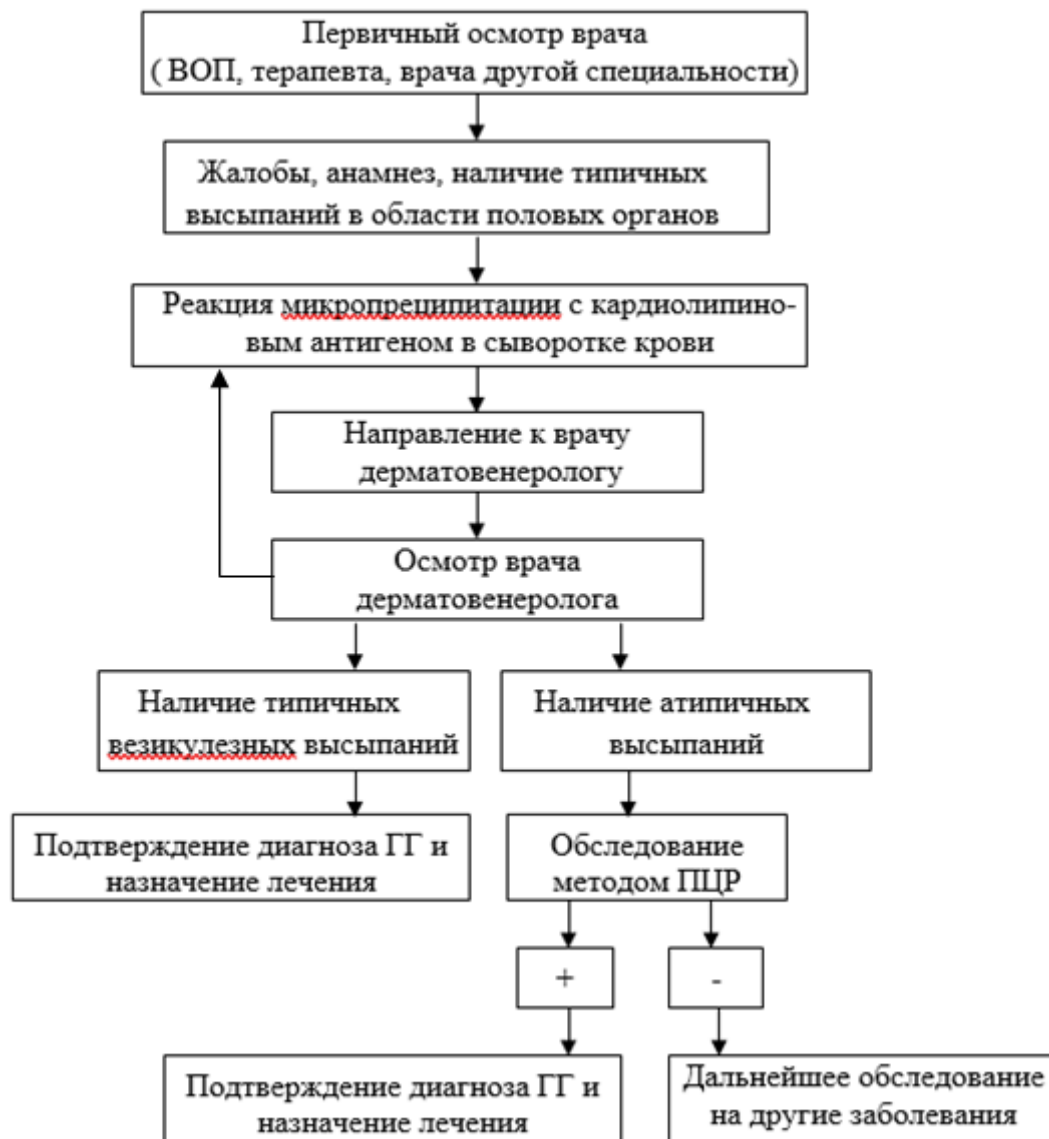 Первичный осмотр врача
( ВОП, терапевта, врача другой специальности)
Жалобы, анамнез, наличие типичных
высыпаний в области половых органов
Реакция микропреципитации с кардиолипино-
вым антигеном в сыворотке крови
Направление к врачу
дерматовенерологу
Осмотр врача
дерматовенеролога
Наличие типичных
везикулезных высыпаний
Наличие атипичных
высыпаний
Подтверждение диагноза ГГ и
назначение лечения
Обследование
методом ПЦР
+
-
Подтверждение диагноза ГГ и
назначение лечения
Дальнейшее обследование
на другие заболевания